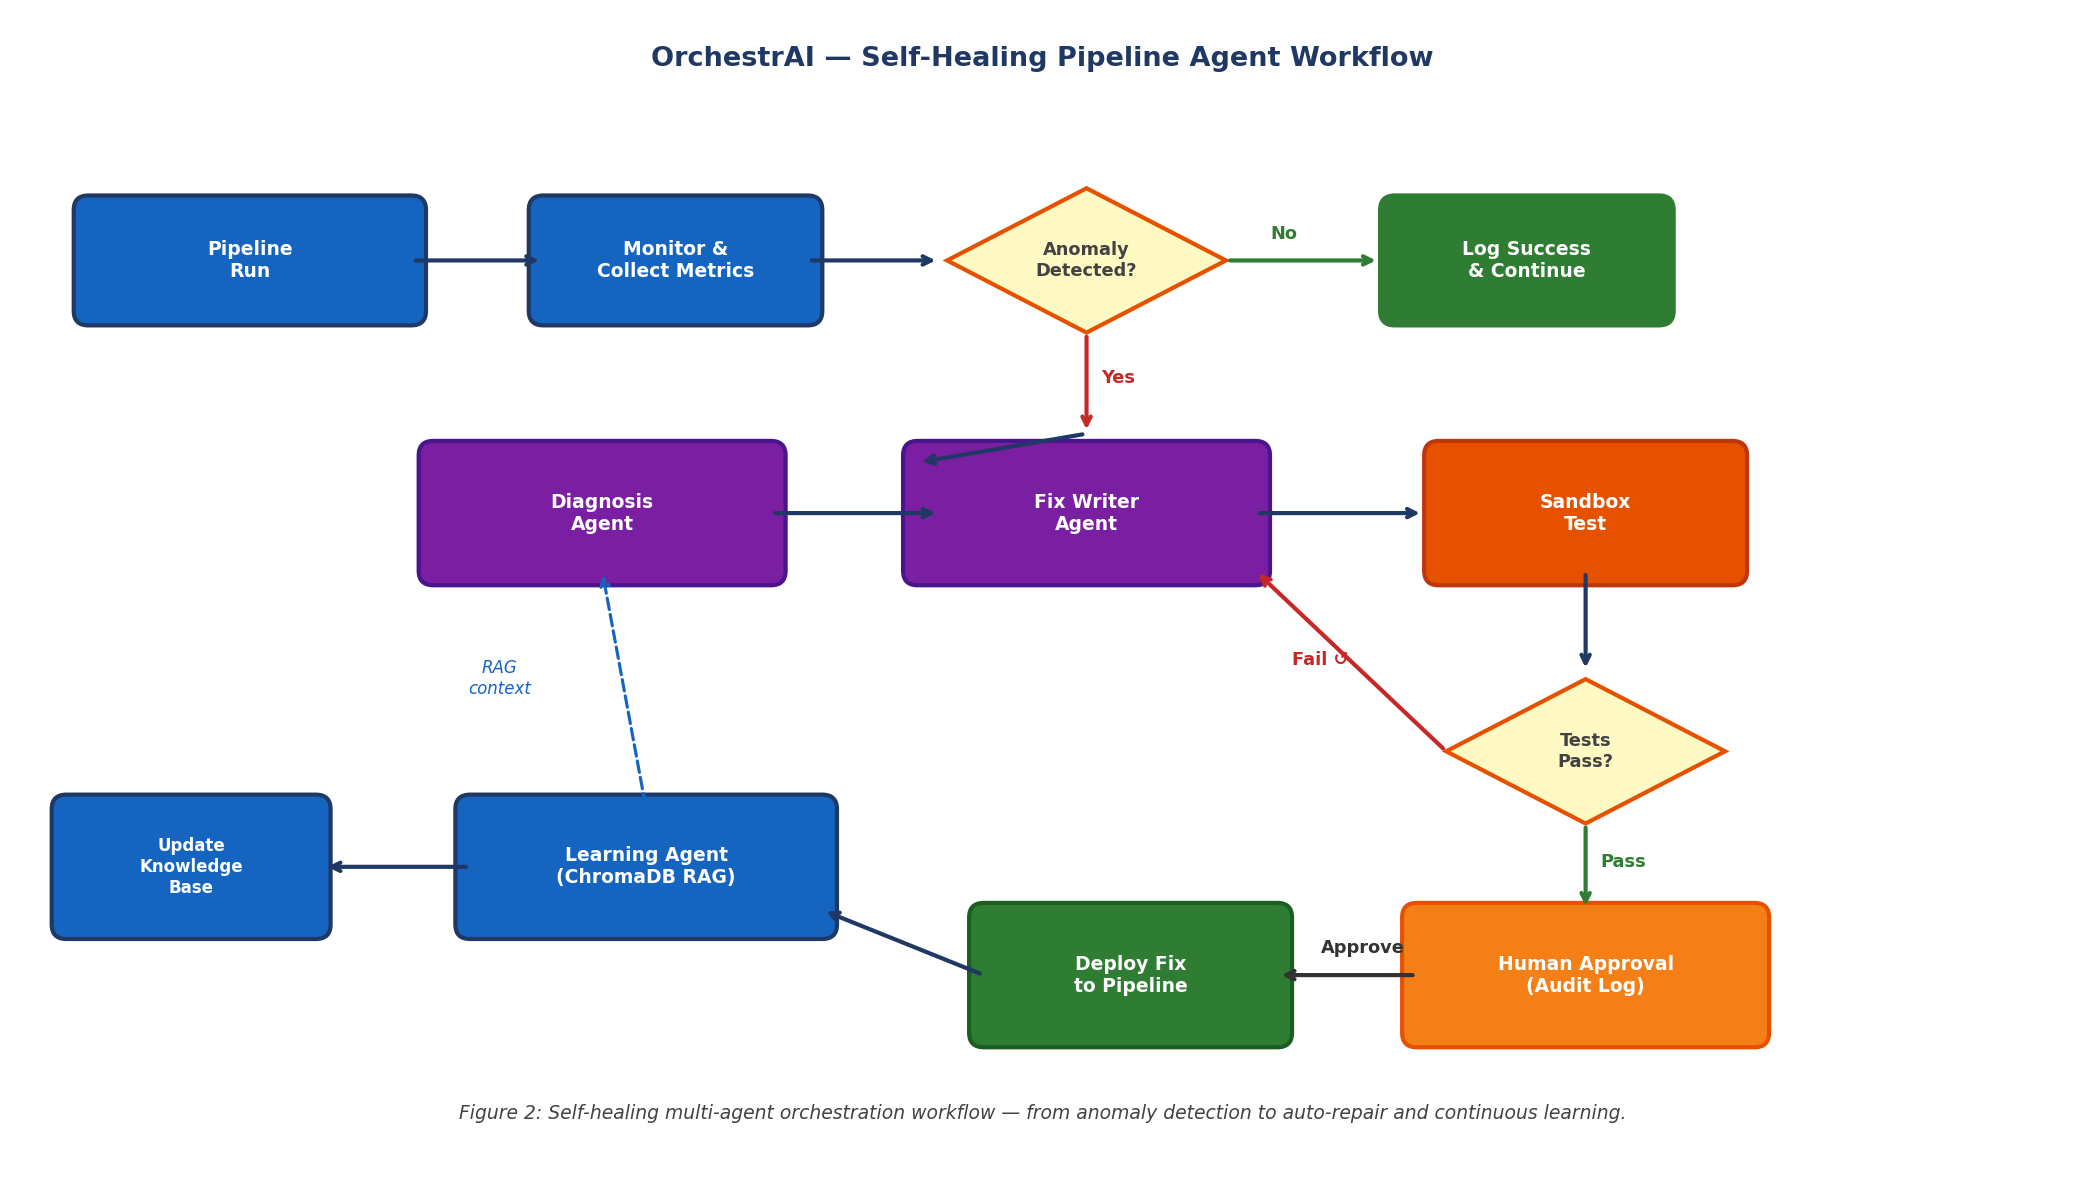 OrchestrAI — Self-Healing Pipeline Agent Workflow
Pipeline
Run
Monitor &
Collect Metrics
Anomaly
Detected?
No
Log Success
& Continue
Yes
Diagnosis
Agent
Fix Writer
Agent
Sandbox
Test
RAG
context
Fail ↺
Tests
Pass?
Update
Knowledge
Base
Learning Agent
(ChromaDB RAG)
Pass
Deploy Fix
to Pipeline
Approve
Human Approval
(Audit Log)
Figure 2: Self-healing multi-agent orchestration workflow — from anomaly detection to auto-repair and continuous learning.